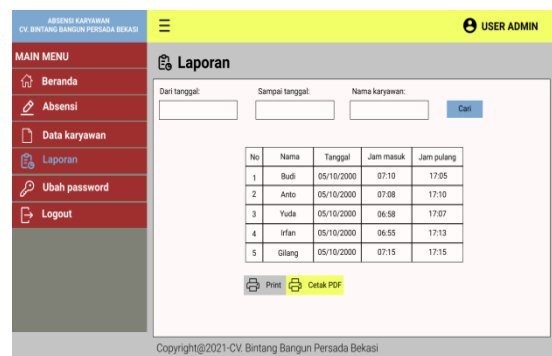 ABSENSI KARYAWAN
CV. BINTANG BANGUN PERSADA BEKASI
USER ADMIN
MAIN MENU
Beranda
Absensi
Data karyawan
Laporan
Ubah password
Logout
Laporan
Dari tanggal: Sampai tanggal: Nama karyawan:
Cari
No Nama Tanggal Jam masuk Jam pulang
1 Budi 05/10/2000 07:10 17:05
2 Anto 05/10/2000 07:08 17:10
3 Yuda 05/10/2000 06:58 17:07
4 Irfan 05/10/2000 06:55 17:13
5 Gilang 05/10/2000 07:15 17:15
Print Cetak PDF
Copyright@2021-CV. Bintang Bangun Persada Bekasi